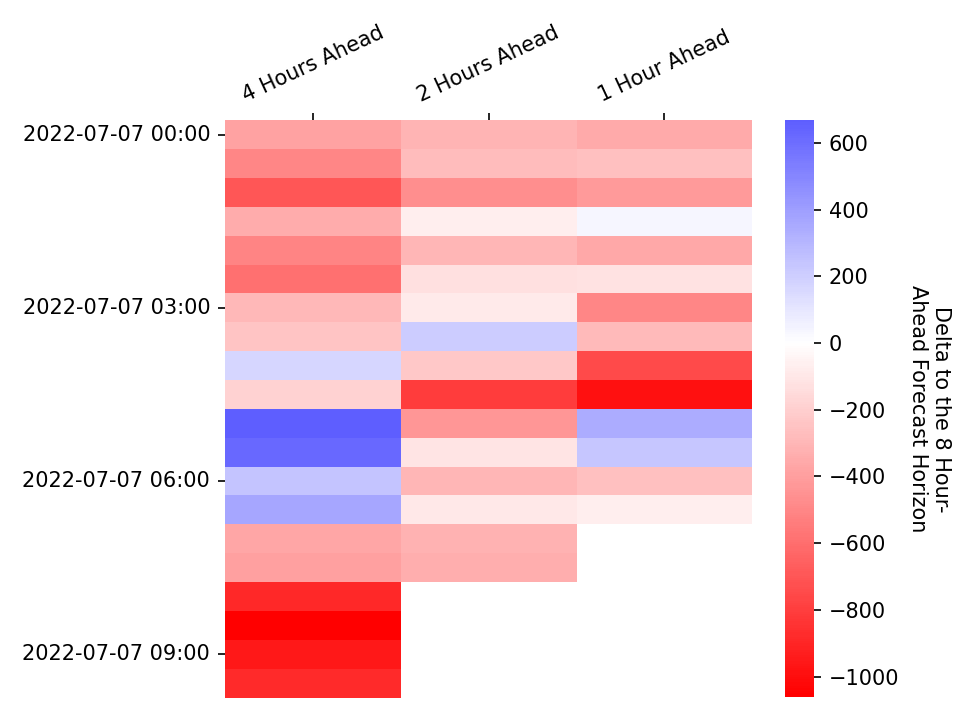 4 Hours Ahead
2 Hours Ahead
1 Hour Ahead
2022-07-07 00:00
2022-07-07 03:00
2022-07-07 06:00
2022-07-07 09:00
600
400
200
0
−200
−400
−600
−800
−1000
Delta to the 8 Hour-
Ahead Forecast Horizon